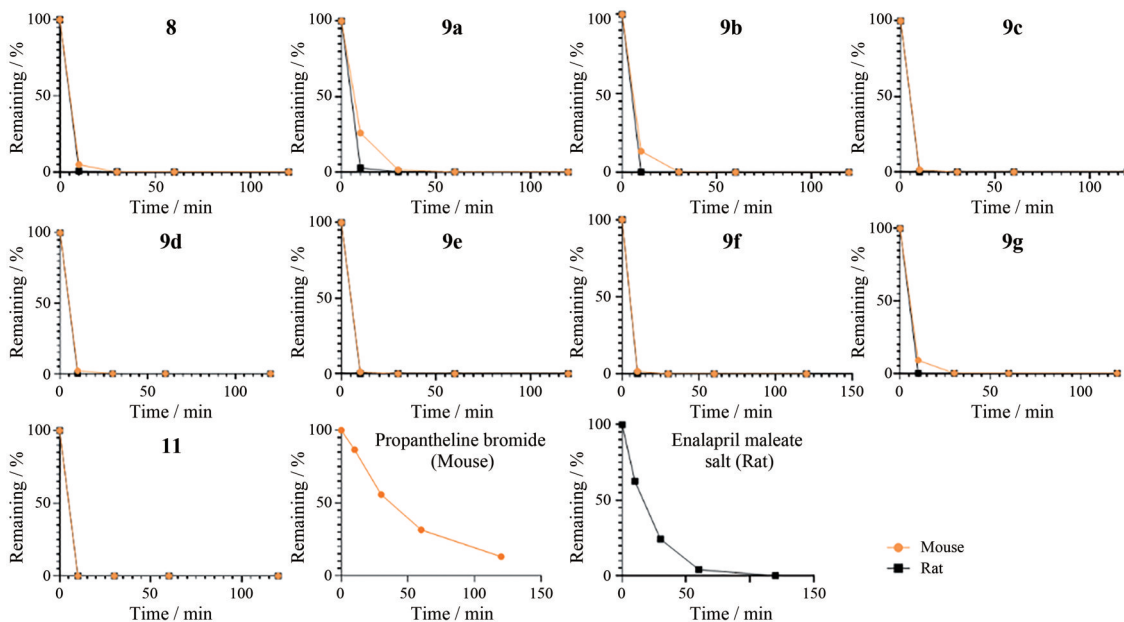 8
Remaining / %
100
50
0
0 50 100
Time / min
9a
Remaining / %
100
50
0
0 50 100
Time / min
9b
Remaining / %
100
50
0
0 50 100
Time / min
9c
Remaining / %
100
50
0
0 50 100
Time / min
9d
Remaining / %
100
50
0
0 50 100
Time / min
9e
Remaining / %
100
50
0
0 50 100
Time / min
9f
Remaining / %
100
50
0
0 50 100 150
Time / min
9g
Remaining / %
100
50
0
0 50 100
Time / min
11
Remaining / %
100
50
0
0 50 100
Time / min
Propantheline bromide
(Mouse)
Remaining / %
100
50
0
0 50 100 150
Time / min
Enalapril maleate
salt (Rat)
Remaining / %
100
50
0
0 50 100 150
Time / min
Mouse
Rat